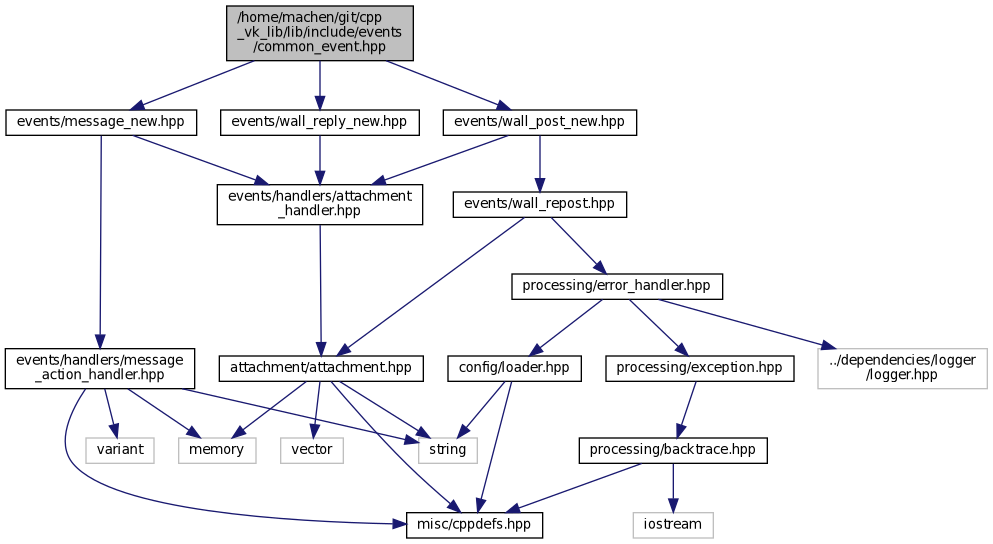 /home/machen/git/cpp
_vk_lib/lib/include/events
/common_event.hpp
events/message_new.hpp
events/wall_reply_new.hpp
events/wall_post_new.hpp
events/handlers/attachment
_handler.hpp
events/wall_repost.hpp
processing/error_handler.hpp
events/handlers/message
_action_handler.hpp
attachment/attachment.hpp
config/loader.hpp
processing/exception.hpp
../dependencies/logger
/logger.hpp
variant
memory
vector
string
processing/backtrace.hpp
misc/cppdefs.hpp
iostream